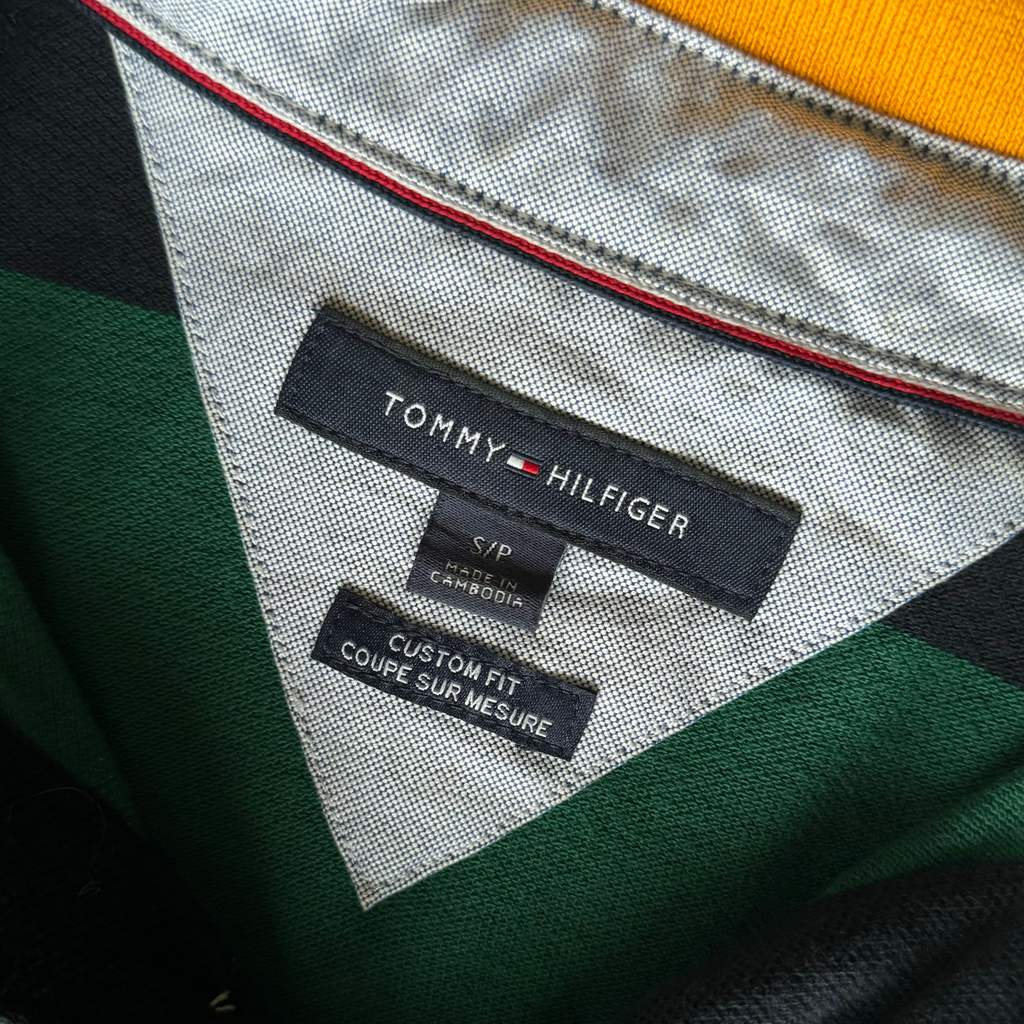 TOMMY HILFIGER
S/P
MADE IN
CAMBODIA
CUSTOM FIT
COUPE SUR MESURE